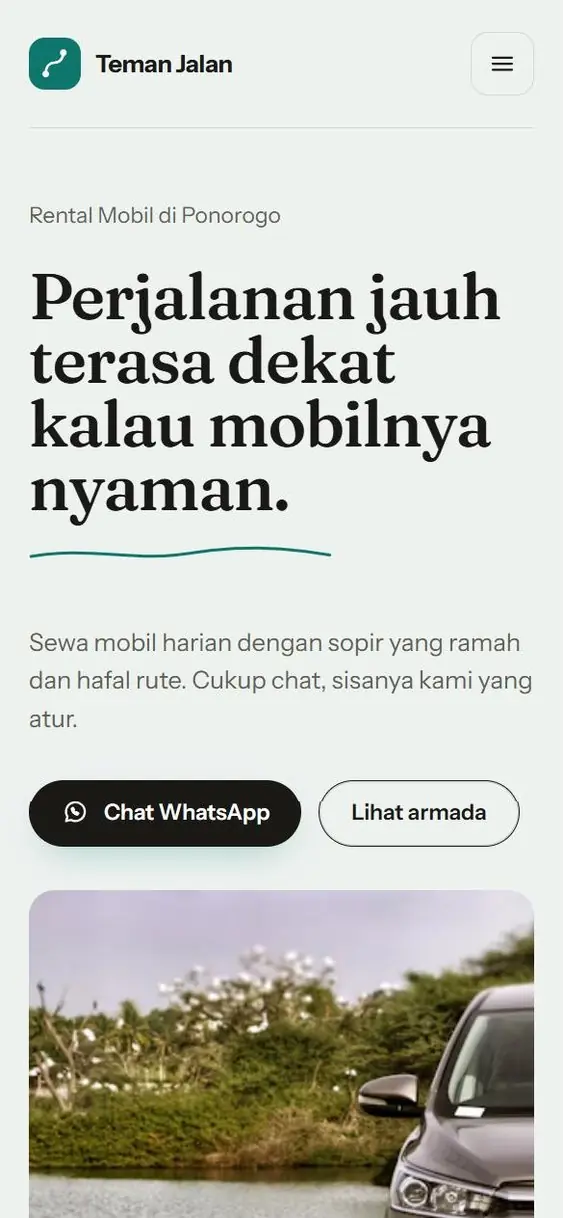 Teman Jalan
Rental Mobil di Ponorogo
Perjalanan jauh
terasa dekat
kalau mobilnya
nyaman.
Sewa mobil harian dengan sopir yang ramah
dan hafal rute. Cukup chat, sisanya kami yang
atur.
Chat WhatsApp
Lihat armada